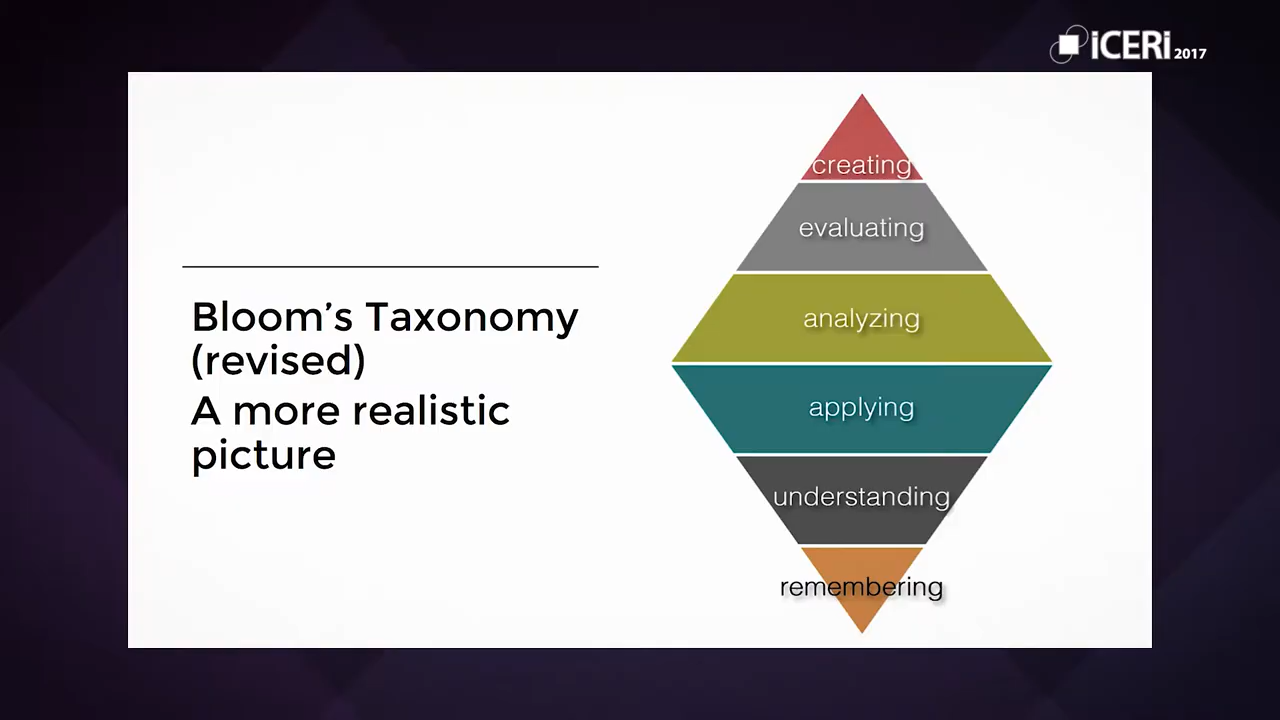 iCERi 2017
Bloom’s Taxonomy
(revised)
A more realistic
picture
creating
evaluating
analyzing
applying
understanding
remembering